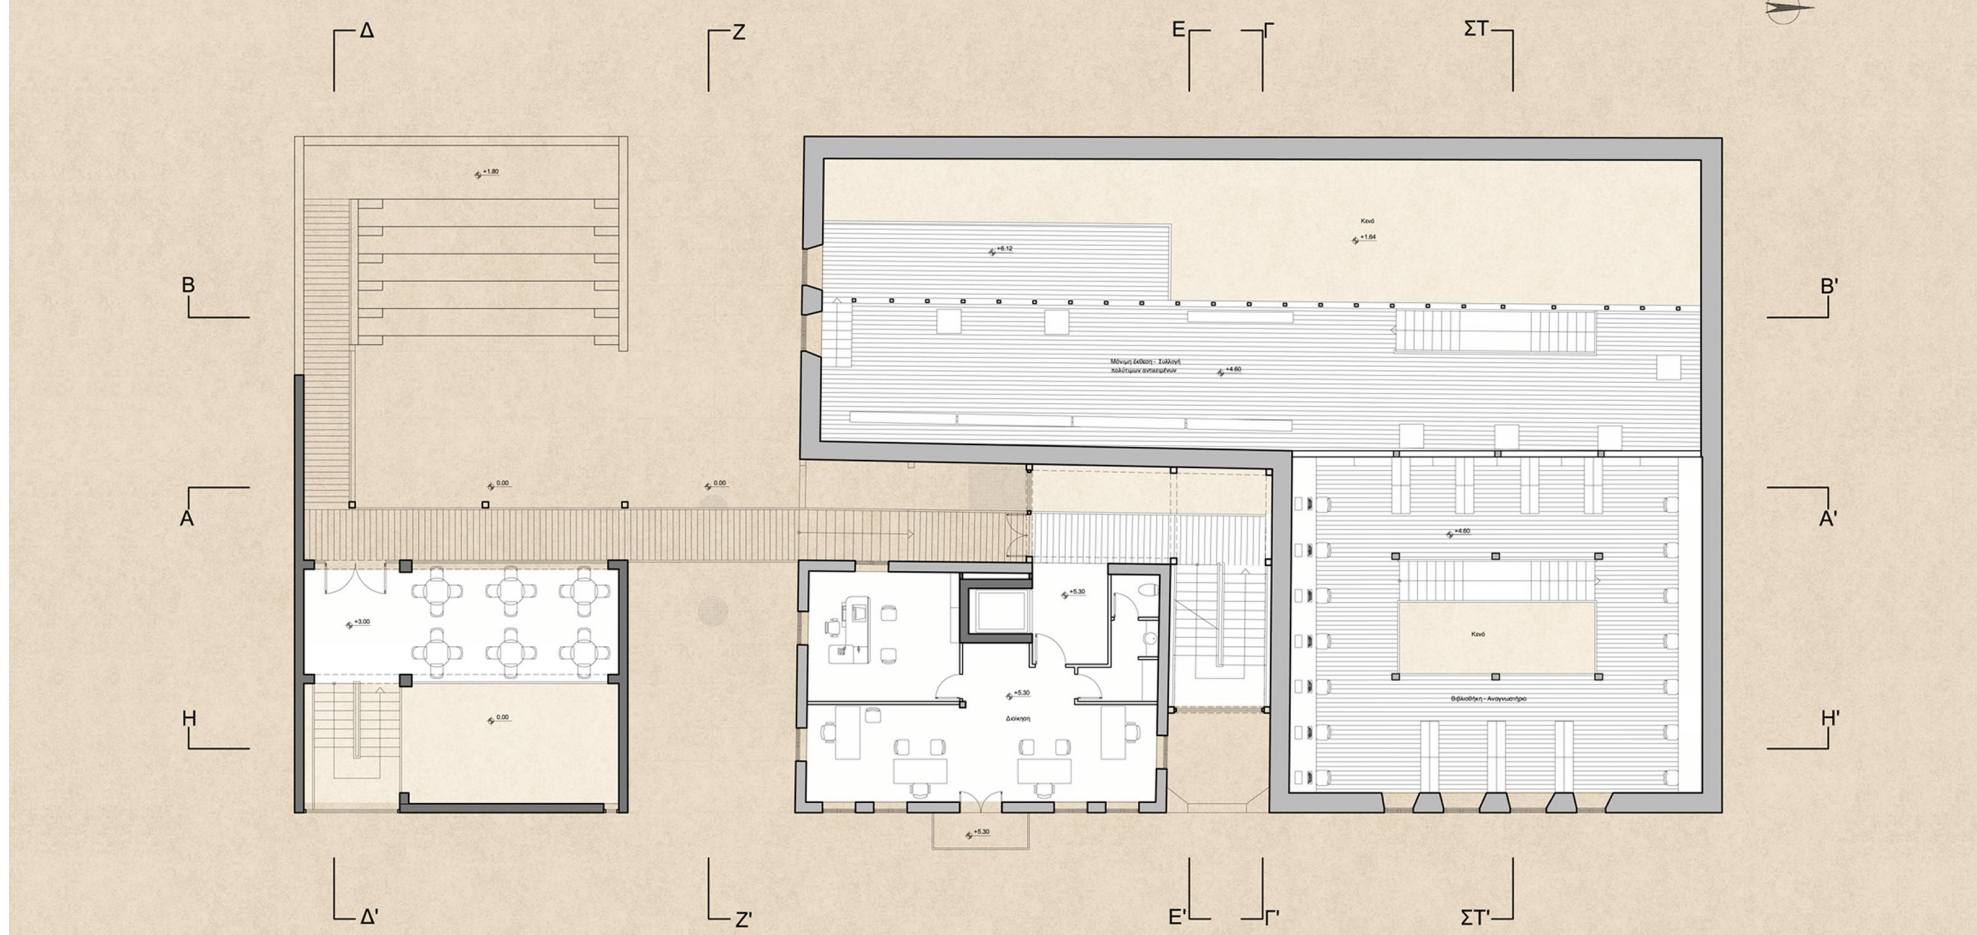 Δ
Ζ
Ε
Γ
ΣΤ
+1.80
Κενό
+1.64
+6.12
Β
Β'
Μόνιμη έκθεση - Συλλογή
πολύτιμων αντικειμένων
+4.60
0.00
0.00
Α
Α'
+4.60
+5.30
+3.00
Κενό
+5.30
Βιβλιοθήκη - Αναγνωστήριο
Διοίκηση
0.00
Η
Η'
+5.30
Δ'
Ζ'
Ε'
Γ'
ΣΤ'